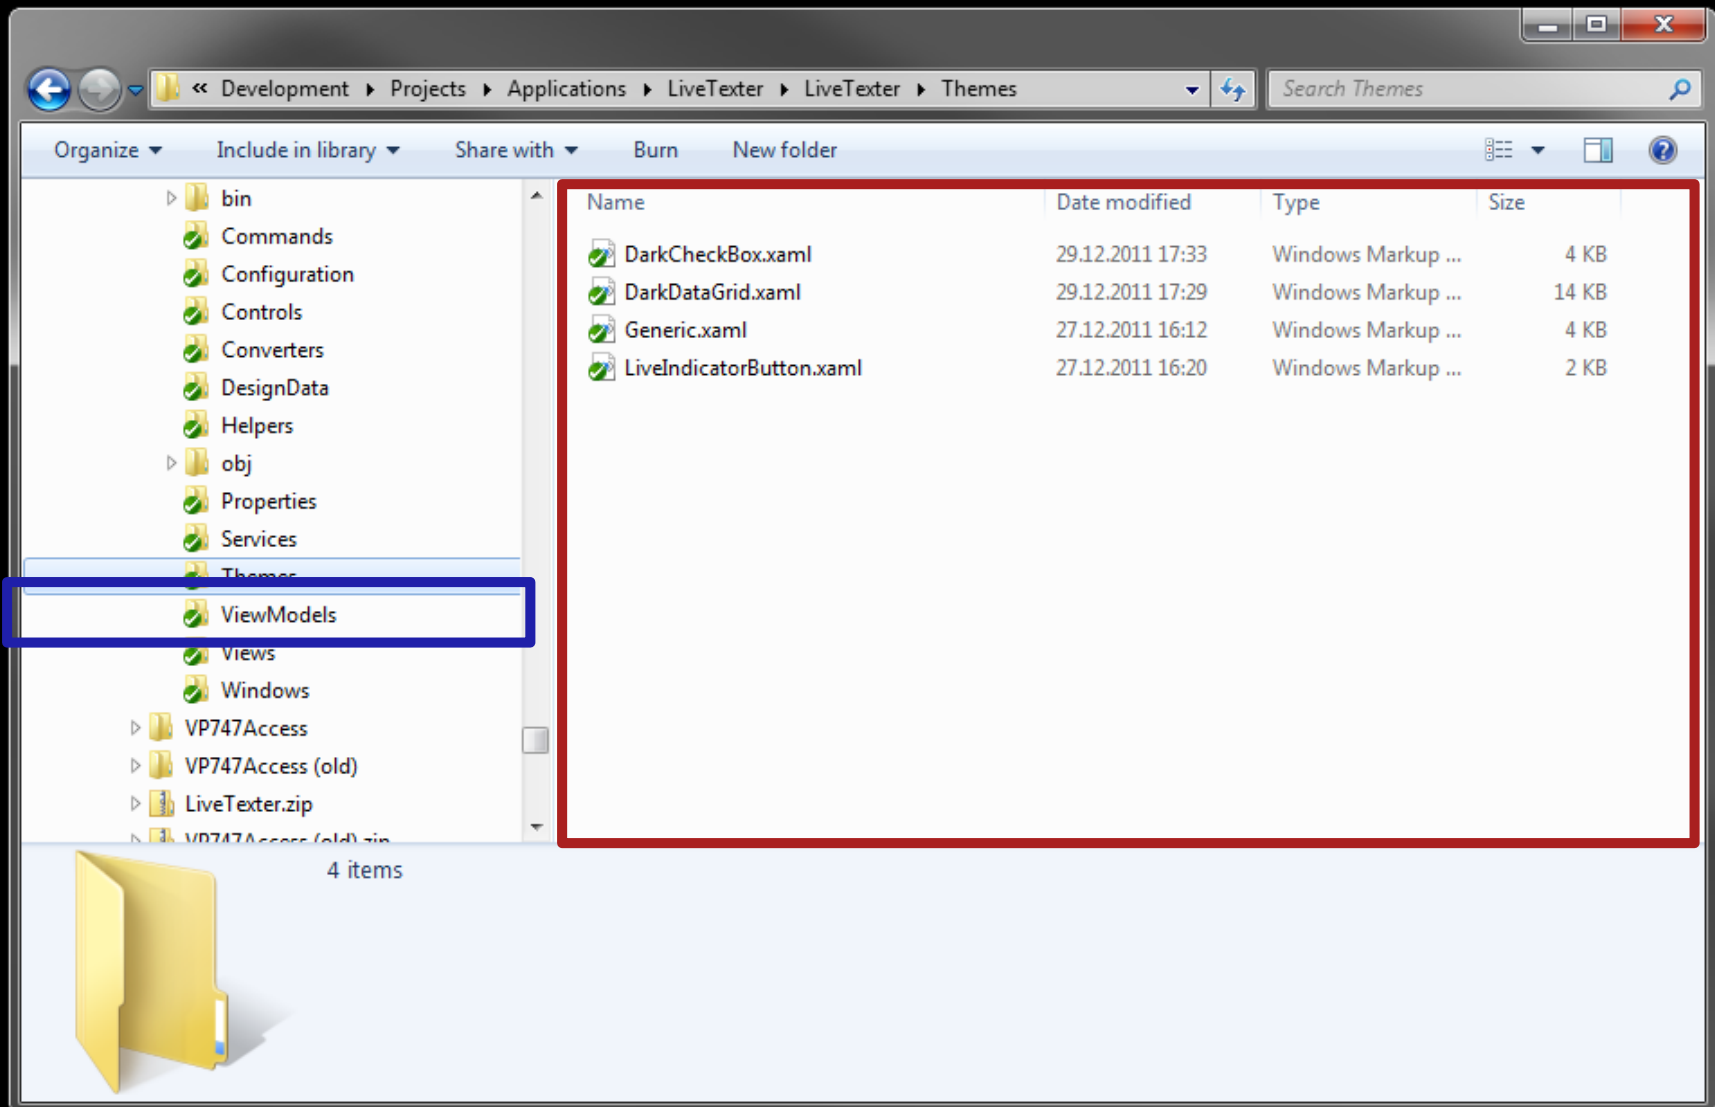 « Development Projects Applications LiveTexter LiveTexter Themes
Search Themes
Organize Include in library Share with Burn New folder
bin
Commands
Configuration
Controls
Converters
DesignData
Helpers
obj
Properties
Services
Themes
ViewModels
Views
Windows
VP747Access
VP747Access (old)
LiveTexter.zip
VP747Access (old).zip
Name Date modified Type Size
DarkCheckBox.xaml 29.12.2011 17:33 Windows Markup ... 4 KB
DarkDataGrid.xaml 29.12.2011 17:29 Windows Markup ... 14 KB
Generic.xaml 27.12.2011 16:12 Windows Markup ... 4 KB
LiveIndicatorButton.xaml 27.12.2011 16:20 Windows Markup ... 2 KB
4 items